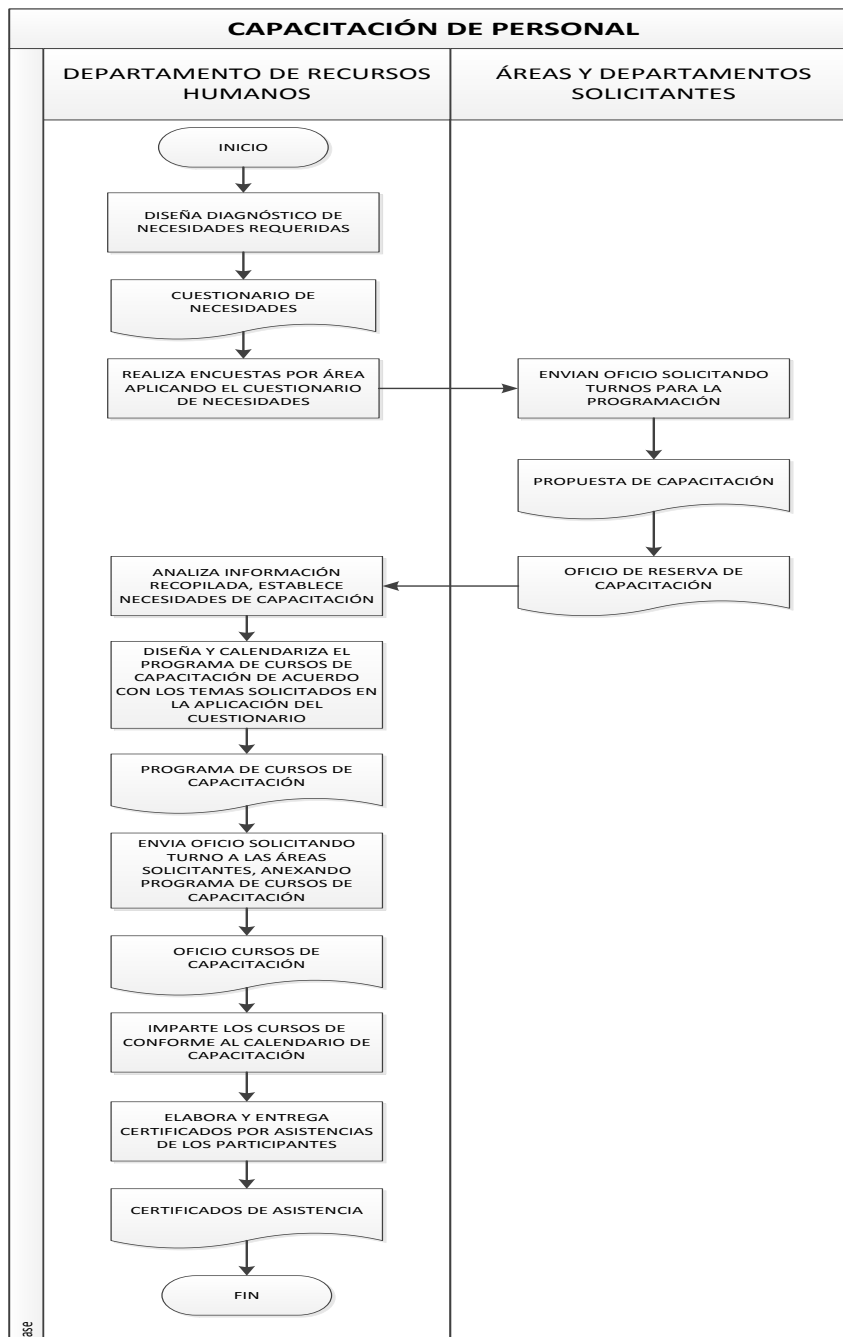 CAPACITACIÓN DE PERSONAL
DEPARTAMENTO DE RECURSOS
HUMANOS
ÁREAS Y DEPARTAMENTOS
SOLICITANTES
INICIO
DISEÑA DIAGNÓSTICO DE
NECESIDADES REQUERIDAS
CUESTIONARIO DE
NECESIDADES
REALIZA ENCUESTAS POR ÁREA
APLICANDO EL CUESTIONARIO
DE NECESIDADES
ENVIAN OFICIO SOLICITANDO
TURNOS PARA LA
PROGRAMACIÓN
PROPUESTA DE CAPACITACIÓN
OFICIO DE RESERVA DE
CAPACITACIÓN
ANALIZA INFORMACIÓN
RECOPILADA, ESTABLECE
NECESIDADES DE CAPACITACIÓN
DISEÑA Y CALENDARIZA EL
PROGRAMA DE CURSOS DE
CAPACITACIÓN DE ACUERDO
CON LOS TEMAS SOLICITADOS EN
LA APLICACIÓN DEL
CUESTIONARIO
PROGRAMA DE CURSOS DE
CAPACITACIÓN
ENVIA OFICIO SOLICITANDO
TURNO A LAS ÁREAS
SOLICITANTES, ANEXANDO
PROGRAMA DE CURSOS DE
CAPACITACIÓN
OFICIO CURSOS DE
CAPACITACIÓN
IMPARTE LOS CURSOS DE
CONFORME AL CALENDARIO DE
CAPACITACIÓN
ELABORA Y ENTREGA
CERTIFICADOS POR ASISTENCIAS
DE LOS PARTICIPANTES
CERTIFICADOS DE ASISTENCIA
FIN
ase